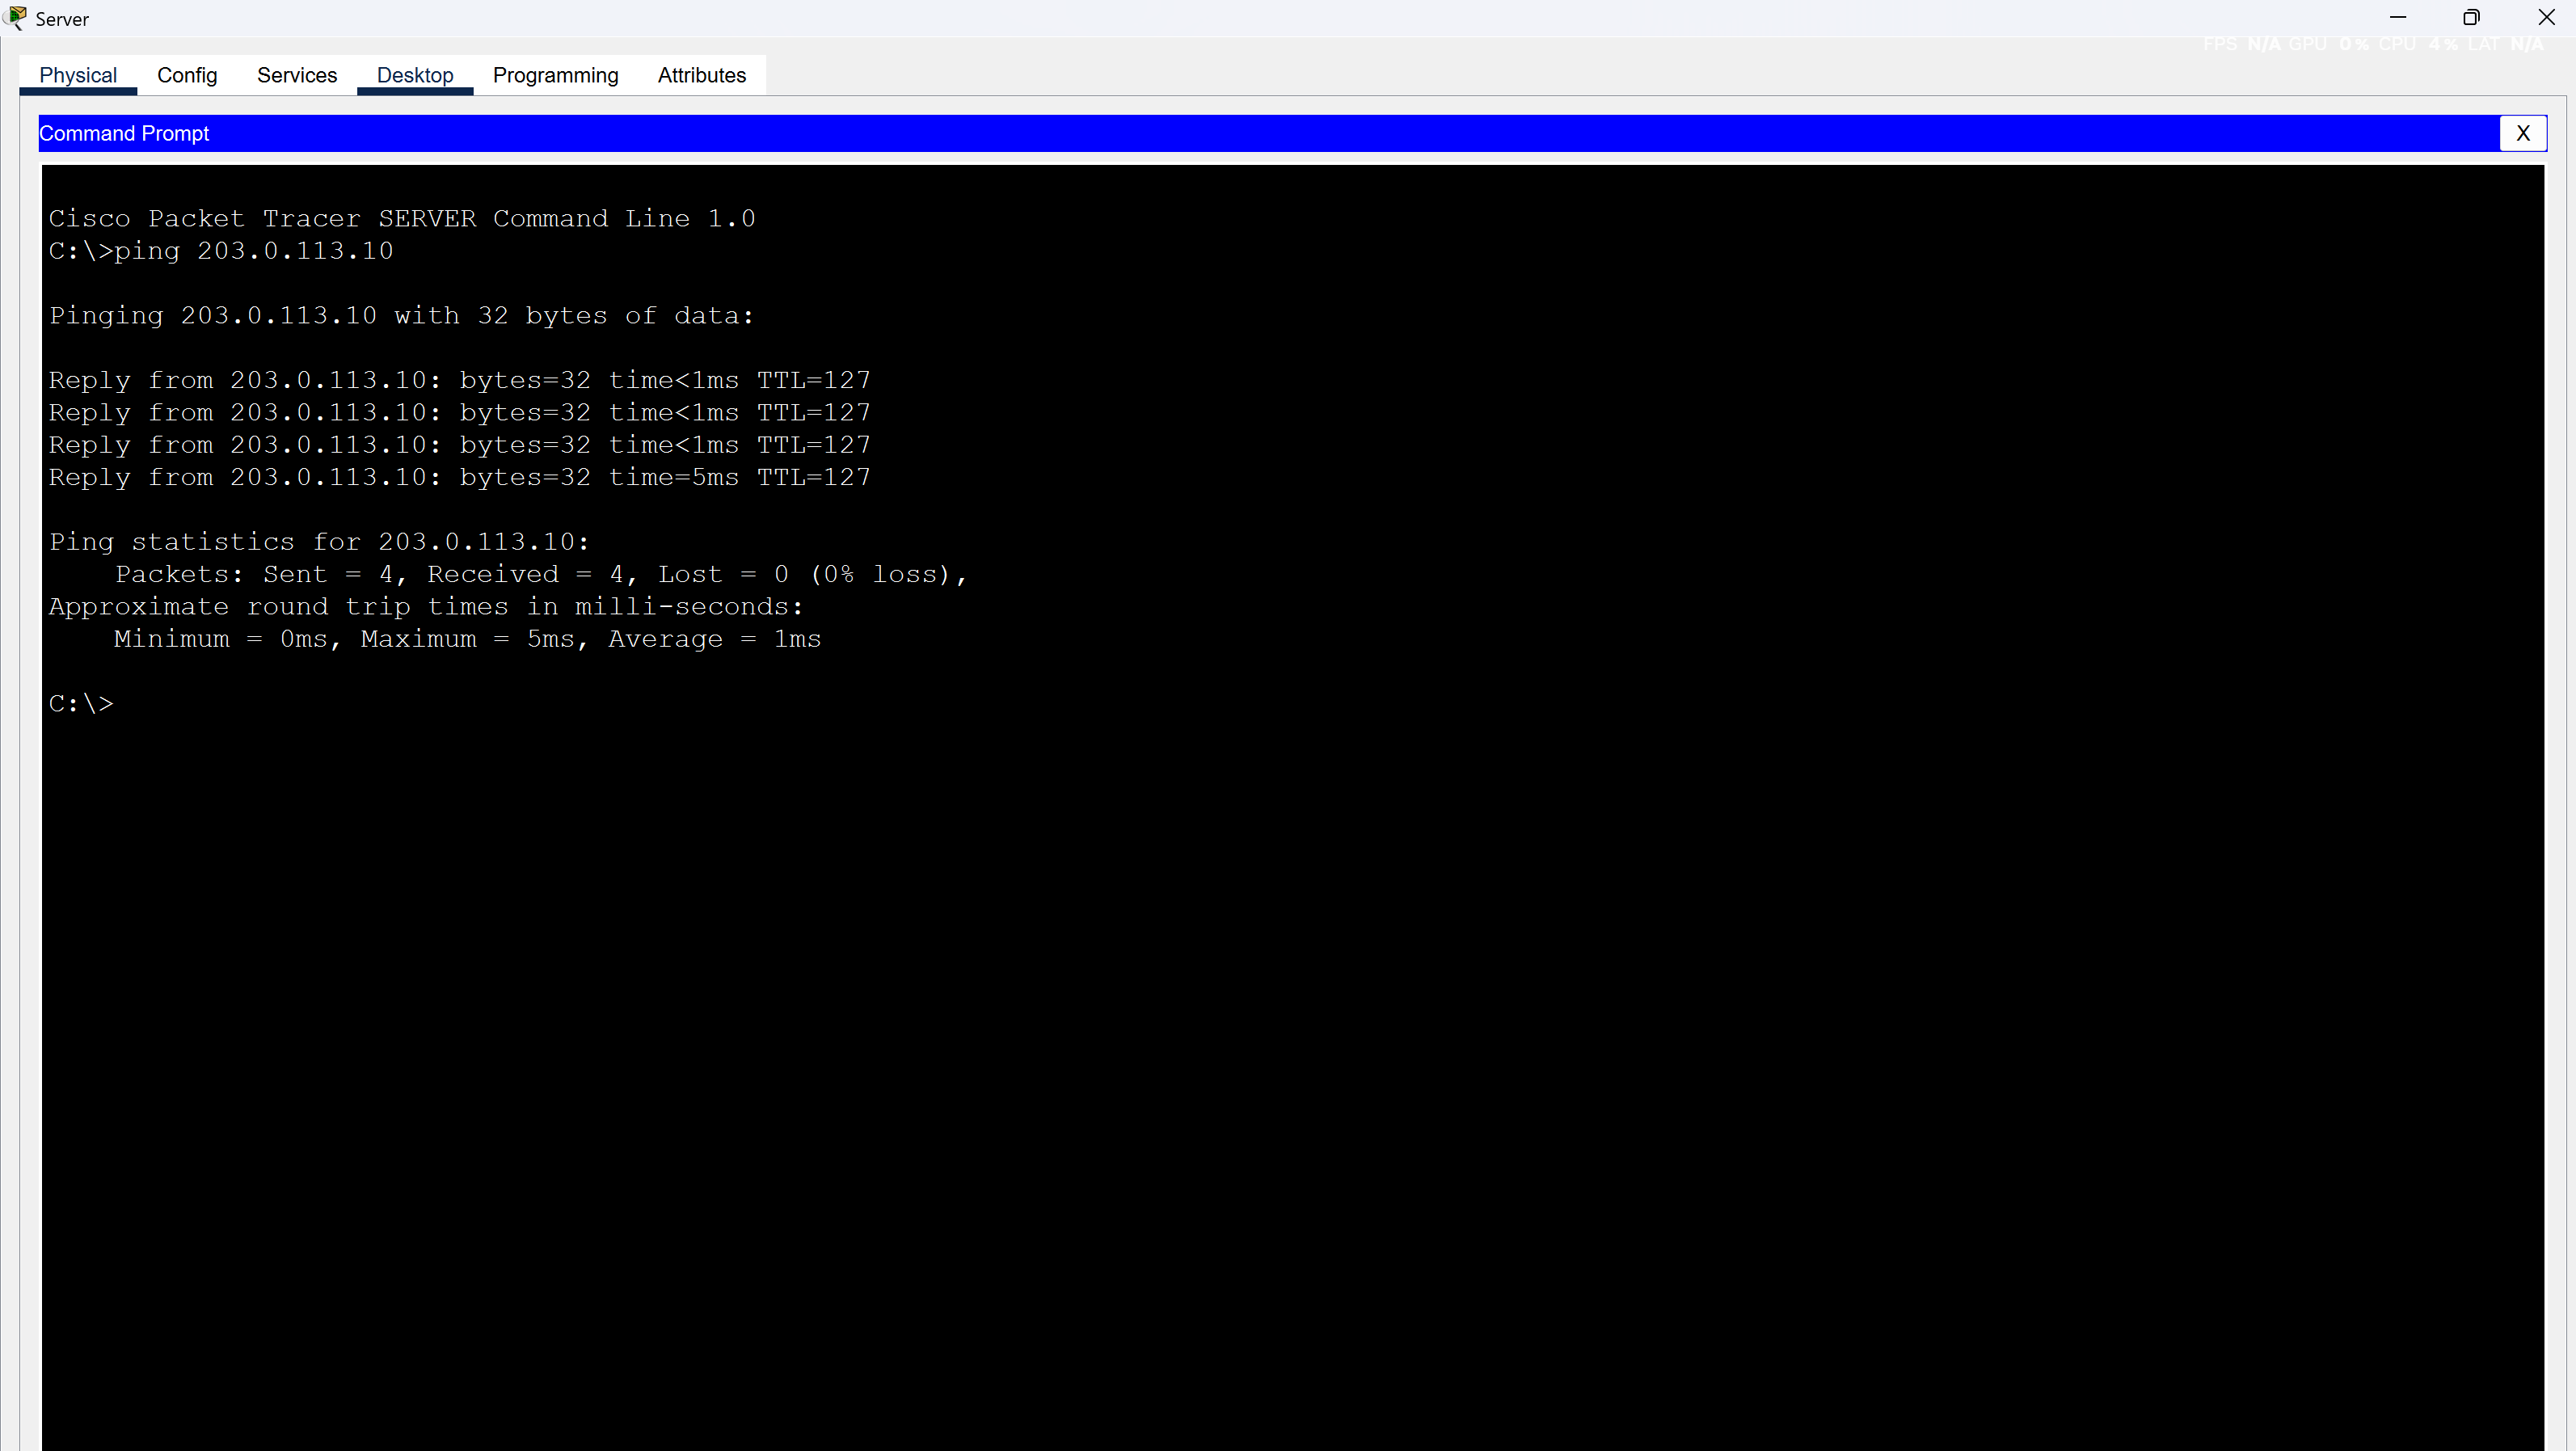 Server
FPS N/A GPU 0% CPU 4% LAT N/A
Physical Config Services Desktop Programming Attributes
Command Prompt X
Cisco Packet Tracer SERVER Command Line 1.0
C:\>ping 203.0.113.10
Pinging 203.0.113.10 with 32 bytes of data:
Reply from 203.0.113.10: bytes=32 time<1ms TTL=127
Reply from 203.0.113.10: bytes=32 time<1ms TTL=127
Reply from 203.0.113.10: bytes=32 time<1ms TTL=127
Reply from 203.0.113.10: bytes=32 time=5ms TTL=127
Ping statistics for 203.0.113.10:
    Packets: Sent = 4, Received = 4, Lost = 0 (0% loss),
Approximate round trip times in milli-seconds:
    Minimum = 0ms, Maximum = 5ms, Average = 1ms
C:\>